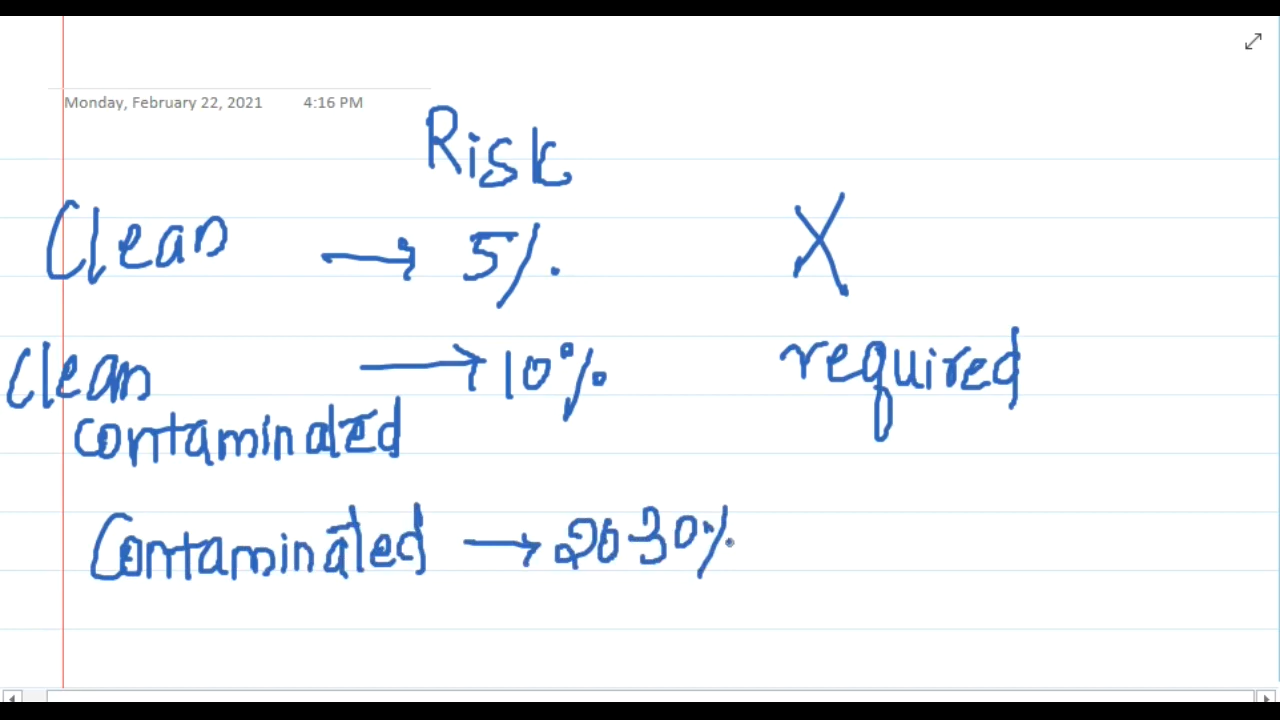 Monday, February 22, 2021 4:16 PM
Risk
Clean → 5% X
Clean → 10% required
contaminated
Contaminated → 20 30%